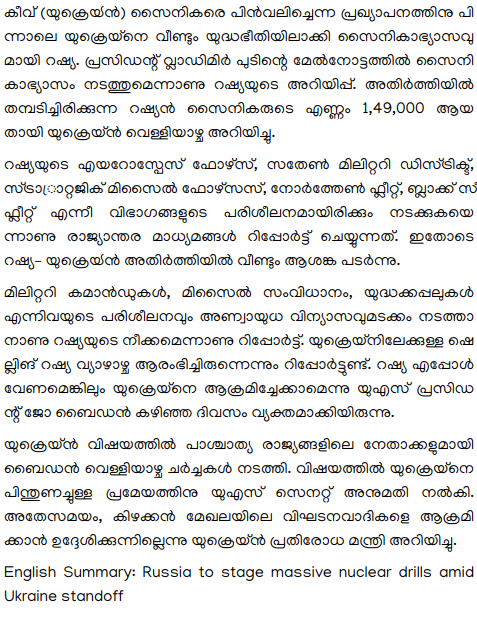 കീവ് (യുക്രെയ്ൻ) സൈനികരെ പിൻവലിച്ചെന്ന പ്രഖ്യാപനത്തിനു പി
ന്നാലെ യുക്രെയ്നെ വീണ്ടും യുദ്ധഭീതിയിലാക്കി സൈനികാഭ്യാസവു
മായി റഷ്യ. പ്രസിഡന്റ് വ്ലാഡിമിർ പുടിന്റെ മേൽനോട്ടത്തിൽ സൈനി
കാഭ്യാസം നടത്തുമെന്നാണു റഷ്യയുടെ അറിയിപ്പ്. അതിർത്തിയിൽ
തമ്പടിച്ചിരിക്കുന്ന റഷ്യൻ സൈനികരുടെ എണ്ണം 1,49,000 ആയ
തായി യുക്രെയ്ൻ വെള്ളിയാഴ്ച അറിയിച്ചു.
റഷ്യയുടെ എയറോസ്പേസ് ഫോഴ്സ്, സതേൺ മിലിറ്ററി ഡിസ്ട്രിക്ട്,
സ്ട്രാറ്റജിക് മിസൈൽ ഫോഴ്സസ്, നോർത്തേൺ ഫ്ലീറ്റ്, ബ്ലാക്ക് സീ
ഫ്ലീറ്റ് എന്നീ വിഭാഗങ്ങളുടെ പരിശീലനമായിരിക്കും നടക്കുകയെ
ന്നാണു രാജ്യാന്തര മാധ്യമങ്ങൾ റിപ്പോർട്ട് ചെയ്യുന്നത്. ഇതോടെ
റഷ്യ– യുക്രെയ്ൻ അതിർത്തിയിൽ വീണ്ടും ആശങ്ക പടർന്നു.
മിലിറ്ററി കമാൻഡുകൾ, മിസൈൽ സംവിധാനം, യുദ്ധക്കപ്പലുകൾ
എന്നിവയുടെ പരിശീലനവും അണ്വായുധ വിന്യാസവുമടക്കം നടത്താ
നാണു റഷ്യയുടെ നീക്കമെന്നാണു റിപ്പോർട്ട്. യുക്രെയ്നിലേക്കുള്ള ഷെ
ല്ലിങ് റഷ്യ വ്യാഴാഴ്ച ആരംഭിച്ചിരുന്നെന്നും റിപ്പോർട്ടുണ്ട്. റഷ്യ എപ്പോൾ
വേണമെങ്കിലും യുക്രെയ്നെ ആക്രമിച്ചേക്കാമെന്നു യുഎസ് പ്രസിഡ
ന്റ് ജോ ബൈഡൻ കഴിഞ്ഞ ദിവസം വ്യക്തമാക്കിയിരുന്നു.
യുക്രെയ്ൻ വിഷയത്തിൽ പാശ്ചാത്യ രാജ്യങ്ങളിലെ നേതാക്കളുമായി
ബൈഡൻ വെള്ളിയാഴ്ച ചർച്ചകൾ നടത്തി. വിഷയത്തിൽ യുക്രെയ്നെ
പിന്തുണച്ചുള്ള പ്രമേയത്തിനു യുഎസ് സെനറ്റ് അനുമതി നൽകി.
അതേസമയം, കിഴക്കൻ മേഖലയിലെ വിഘടനവാദികളെ ആക്രമി
ക്കാൻ ഉദ്ദേശിക്കുന്നില്ലെന്നു യുക്രെയ്ൻ പ്രതിരോധ മന്ത്രി അറിയിച്ചു.
English Summary: Russia to stage massive nuclear drills amid
Ukraine standoff